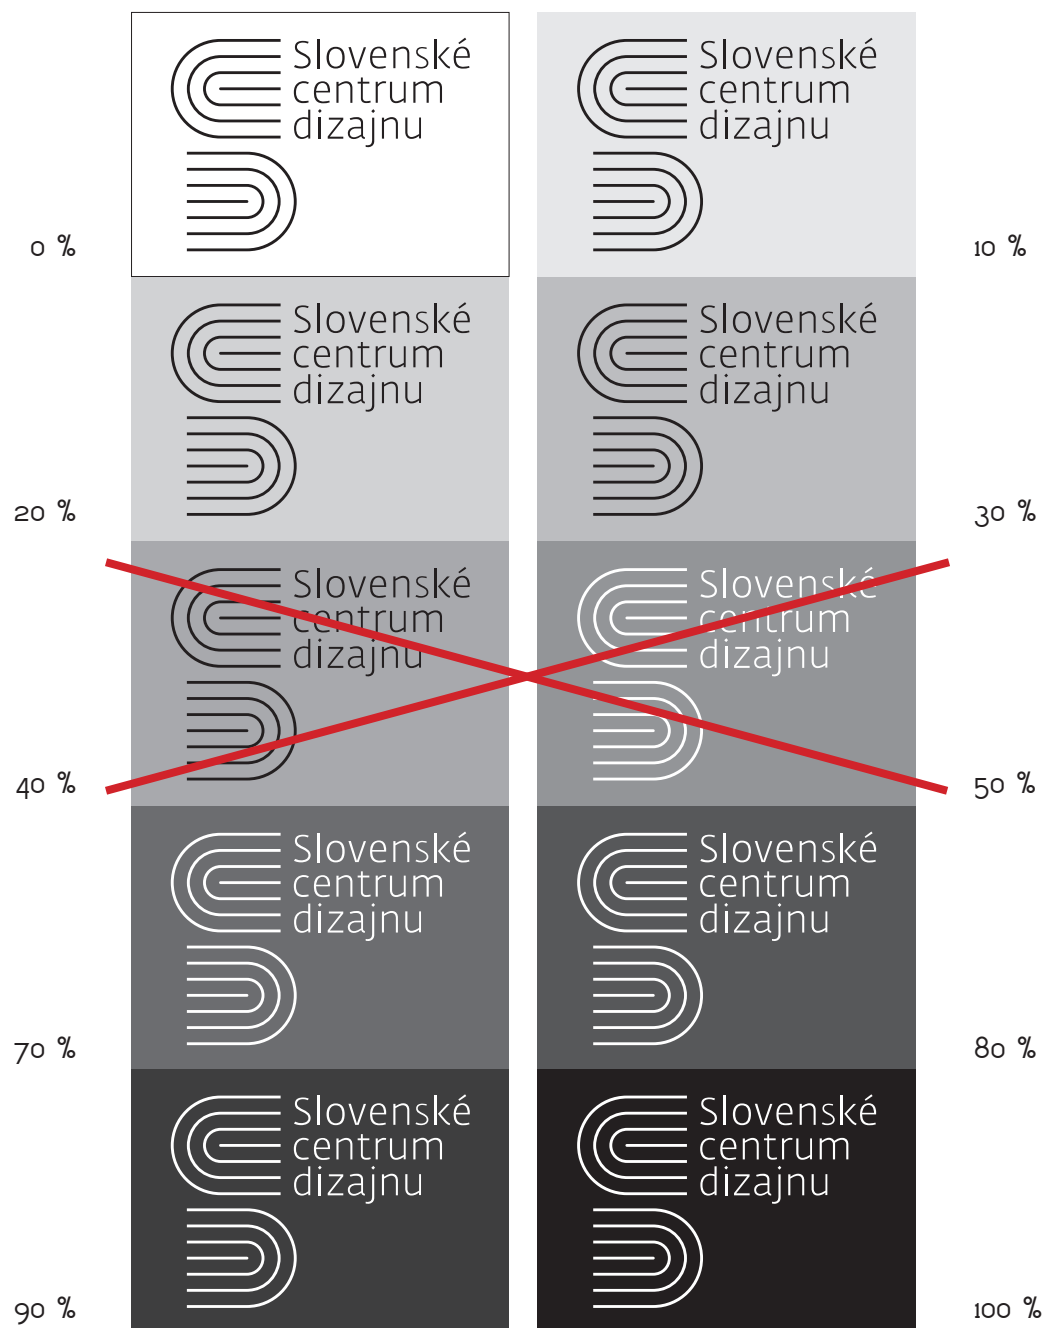 Slovenské
centrum
dizajnu
0 %
Slovenské
centrum
dizajnu
10 %
Slovenské
centrum
dizajnu
20 %
Slovenské
centrum
dizajnu
30 %
Slovenské
centrum
dizajnu
40 %
Slovenské
centrum
dizajnu
50 %
Slovenské
centrum
dizajnu
70 %
Slovenské
centrum
dizajnu
80 %
Slovenské
centrum
dizajnu
90 %
Slovenské
centrum
dizajnu
100 %